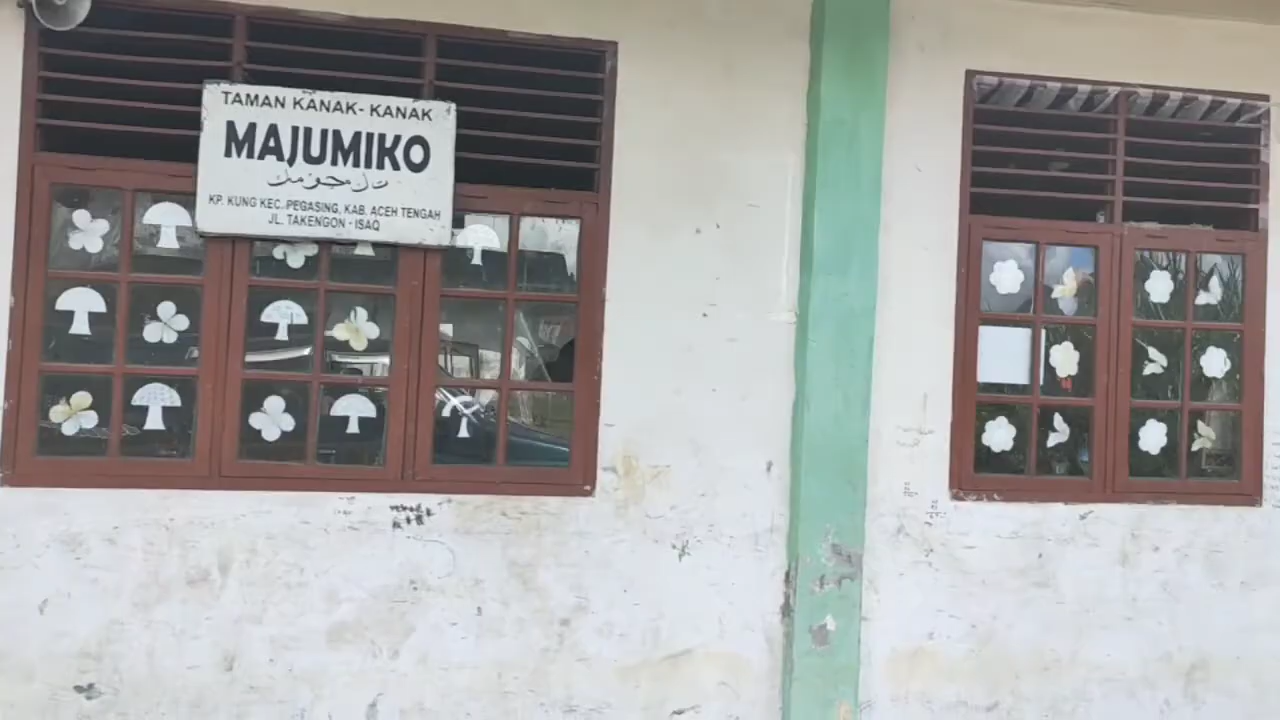 TAMAN KANAK-KANAK
MAJUMIKO
KP. KUNG KEC. PEGASING, KAB. ACEH TENGAH
JL. TAKENGON - ISAQ